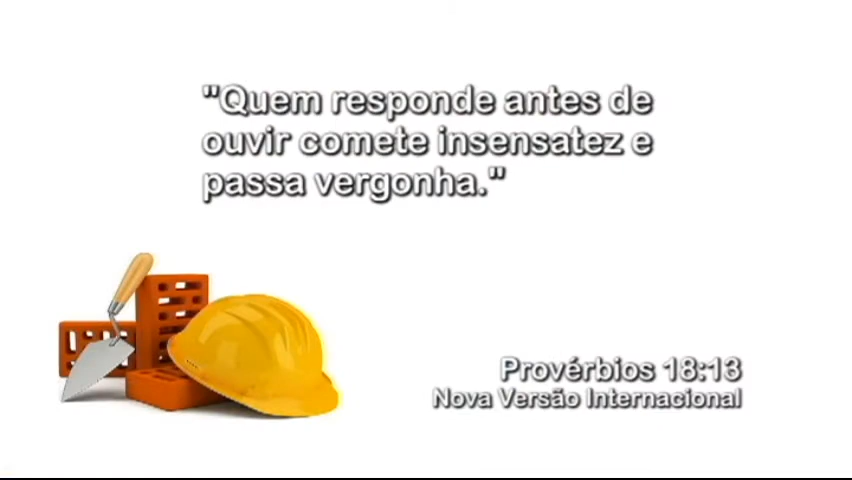 "Quem responde antes de
ouvir comete insensatez e
passa vergonha."
Provérbios 18:13
Nova Versão Internacional